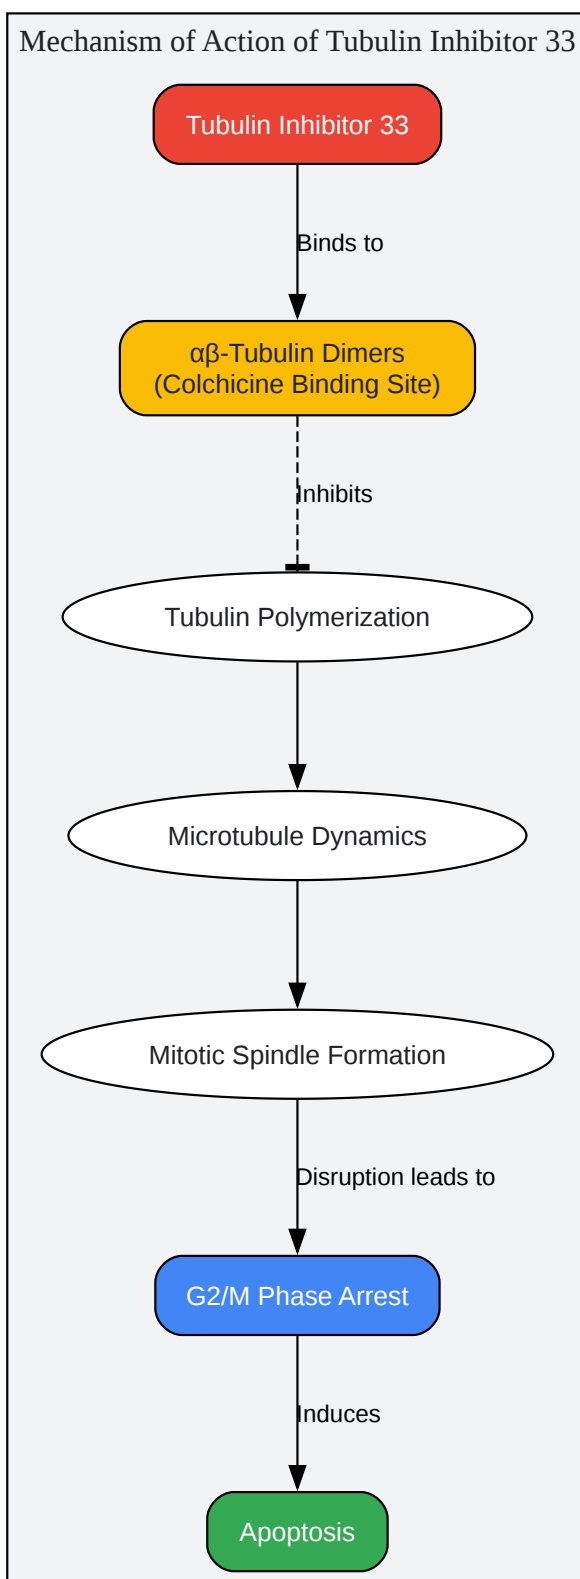 Mechanism of Action of Tubulin Inhibitor 33
Tubulin Inhibitor 33
Binds to
αβ-Tubulin Dimers
(Colchicine Binding Site)
Inhibits
Tubulin Polymerization
Microtubule Dynamics
Mitotic Spindle Formation
Disruption leads to
G2/M Phase Arrest
Induces
Apoptosis